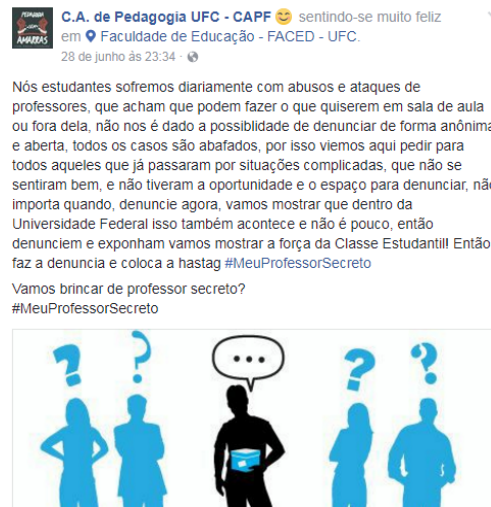 PEDAGOGIA
SEM
AMARRAS
C.A. de Pedagogia UFC - CAPF 😊 sentindo-se muito feliz
em Faculdade de Educação - FACED - UFC.
28 de junho às 23:34 ·
Nós estudantes sofremos diariamente com abusos e ataques de
professores, que acham que podem fazer o que quiserem em sala de aula
ou fora dela, não nos é dado a possiblidade de denunciar de forma anônima
e aberta, todos os casos são abafados, por isso viemos aqui pedir para
todos aqueles que já passaram por situações complicadas, que não se
sentiram bem, e não tiveram a oportunidade e o espaço para denunciar, não
importa quando, denuncie agora, vamos mostrar que dentro da
Universidade Federal isso também acontece e não é pouco, então
denunciem e exponham vamos mostrar a força da Classe Estudantil! Então
faz a denuncia e coloca a hastag #MeuProfessorSecreto
Vamos brincar de professor secreto?
#MeuProfessorSecreto
? ? ... ? ?